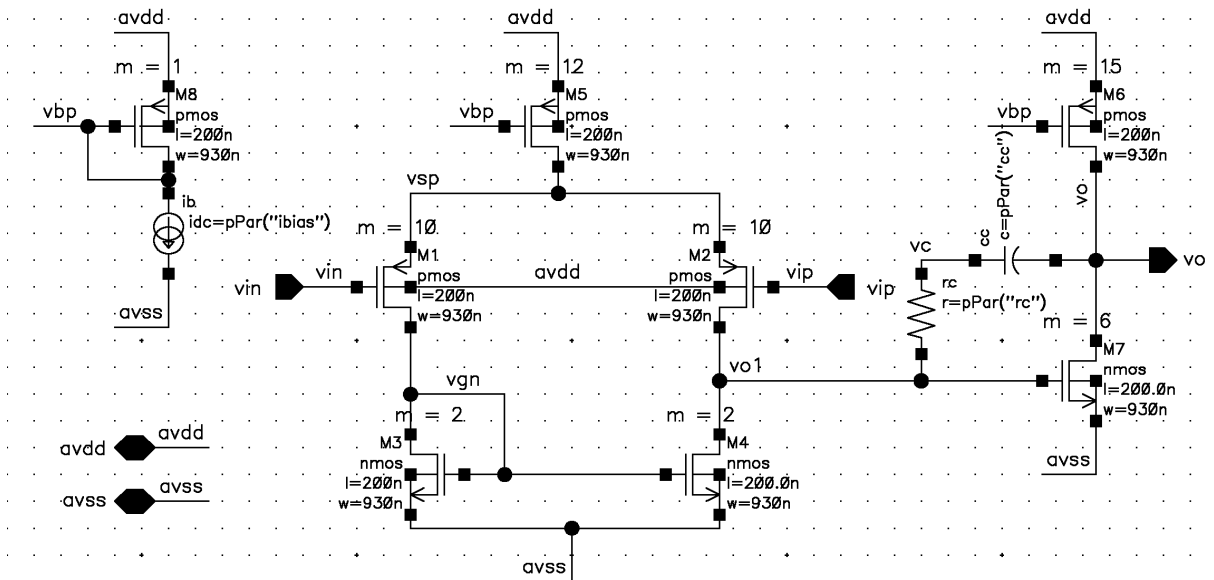 avdd
m = 1
M8
vbp
pmos
l=200n
w=930n
ib
idc=pPar("ibias")
avss
avdd
m = 12
M5
vbp
pmos
l=200n
w=930n
vsp
m = 10
M1
vin
vin
pmos
l=200n
w=930n
avdd
m = 10
M2
vip
vip
pmos
l=200n
w=930n
vgn
vo1
m = 2
M3
nmos
l=200n
w=930n
m = 2
M4
nmos
l=200.0n
w=930n
avss
avdd
m = 15
M6
vbp
pmos
l=200n
w=930n
vo
vo
cc
c=pPar("cc")
vc
rc
r=pPar("rc")
m = 6
M7
nmos
l=200.0n
w=930n
avss
avdd
avdd
avss
avss